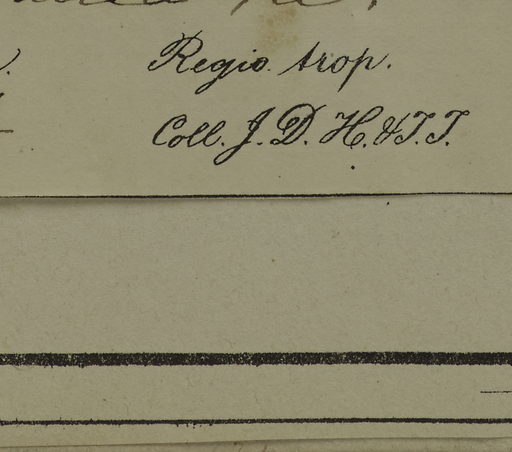 Regio trop.
Coll. J. D. H. & T. T.